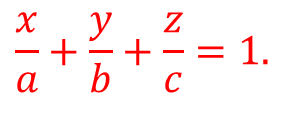 x/a + y/b + z/c = 1.